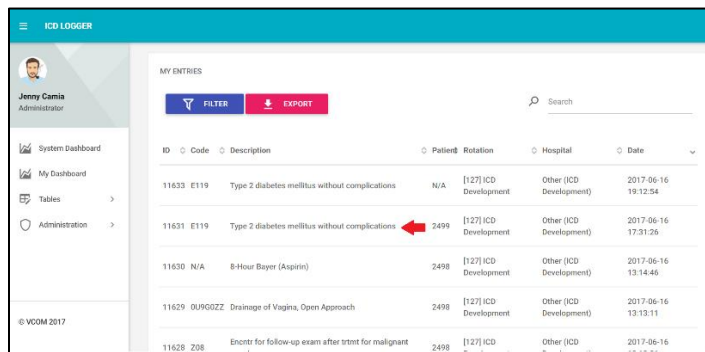 ICD LOGGER
Jenny Camia
Administrator
System Dashboard
My Dashboard
Tables
Administration
© VCOM 2017
MY ENTRIES
FILTER EXPORT Search
ID Code Description Patient Rotation Hospital Date
11633 E119 Type 2 diabetes mellitus without complications N/A [127] ICD Development Other (ICD Development) 2017-06-16 19:12:54
11631 E119 Type 2 diabetes mellitus without complications 2499 [127] ICD Development Other (ICD Development) 2017-06-16 17:31:26
11630 N/A 8-Hour Bayer (Aspirin) 2498 [127] ICD Development Other (ICD Development) 2017-06-16 13:14:46
11629 0U9G0ZZ Drainage of Vagina, Open Approach 2498 [127] ICD Development Other (ICD Development) 2017-06-16 13:13:11
11628 Z08 Encntr for follow-up exam after trtmt for malignant 2498 [127] ICD Other (ICD 2017-06-16